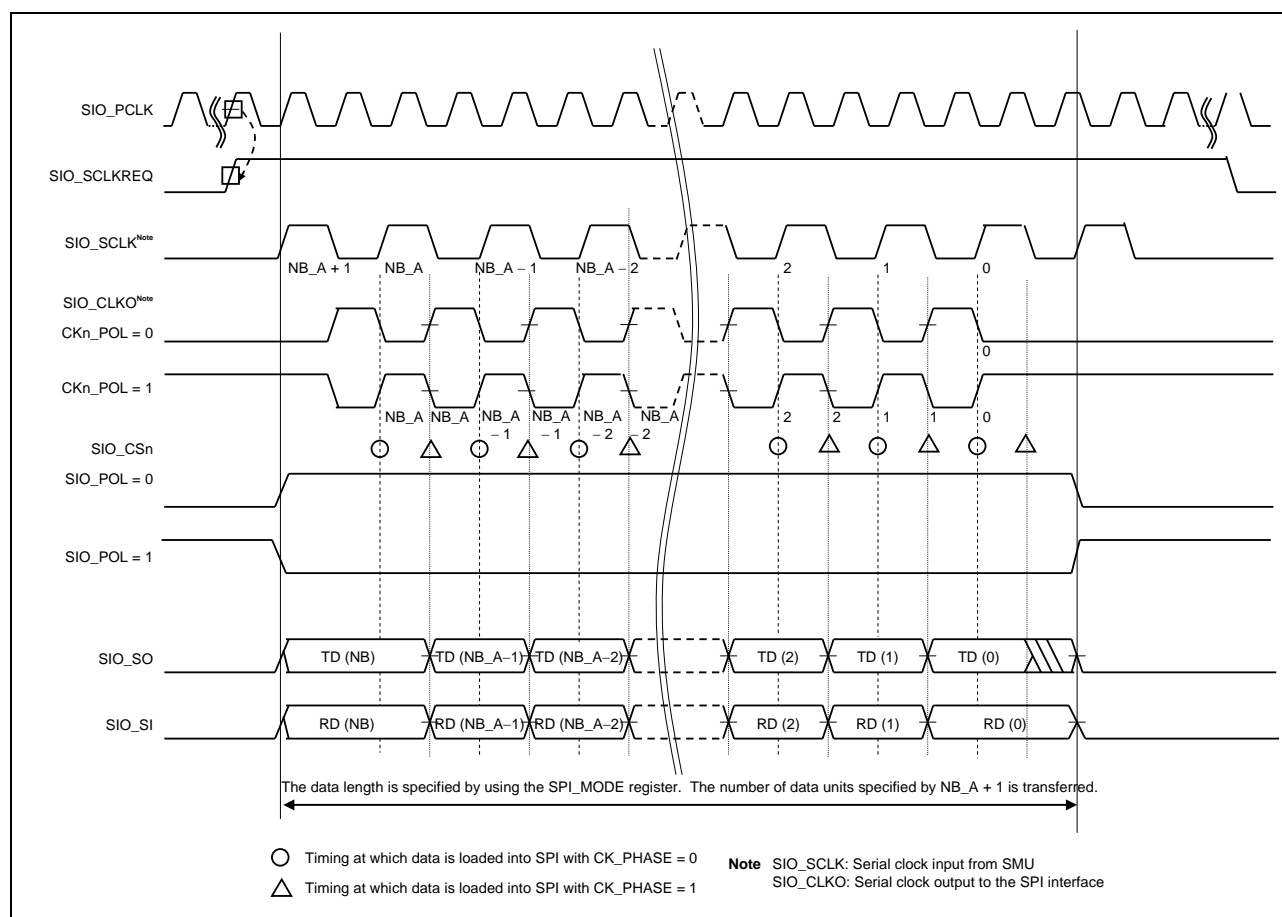 SIO_PCLK
SIO_SCLKREQ
SIO_SCLKNote
NB_A + 1 NB_A NB_A − 1 NB_A − 2 2 1 0
SIO_CLKONote
CKn_POL = 0
0
CKn_POL = 1
NB_A NB_A NB_A − 1 NB_A − 1 NB_A − 2 NB_A − 2 2 2 1 1 0
SIO_CSn
SIO_POL = 0
SIO_POL = 1
SIO_SO TD (NB) TD (NB_A−1) TD (NB_A−2) TD (2) TD (1) TD (0)
SIO_SI RD (NB) RD (NB_A−1) RD (NB_A−2) RD (2) RD (1) RD (0)
The data length is specified by using the SPI_MODE register. The number of data units specified by NB_A + 1 is transferred.
Timing at which data is loaded into SPI with CK_PHASE = 0
Timing at which data is loaded into SPI with CK_PHASE = 1
Note SIO_SCLK: Serial clock input from SMU
SIO_CLKO: Serial clock output to the SPI interface